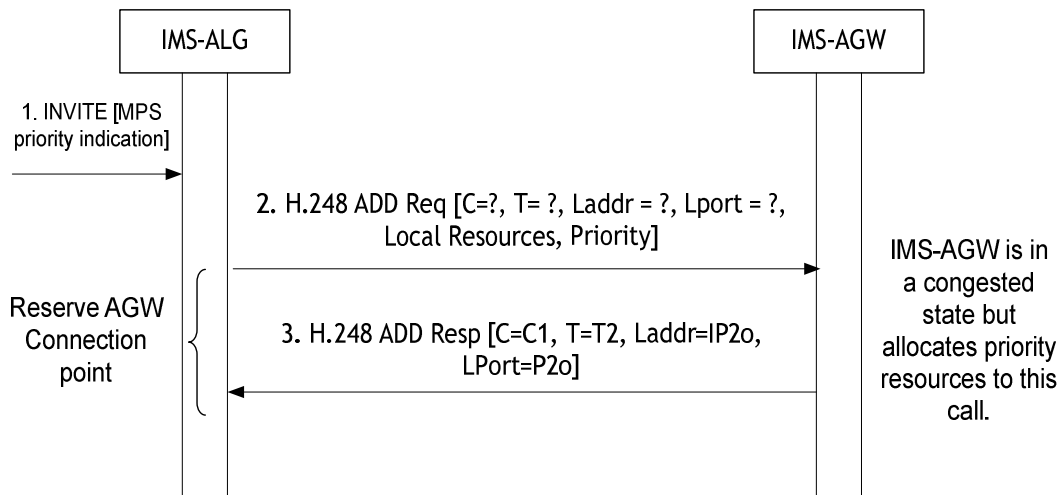 IMS-ALG
IMS-AGW
1. INVITE [MPS
priority indication]
2. H.248 ADD Req [C=?, T= ?, Laddr = ?, Lport = ?,
Local Resources, Priority]
IMS-AGW is in
a congested
state but
allocates priority
resources to this
call.
Reserve AGW
Connection
point
3. H.248 ADD Resp [C=C1, T=T2, Laddr=IP2o,
LPort=P2o]